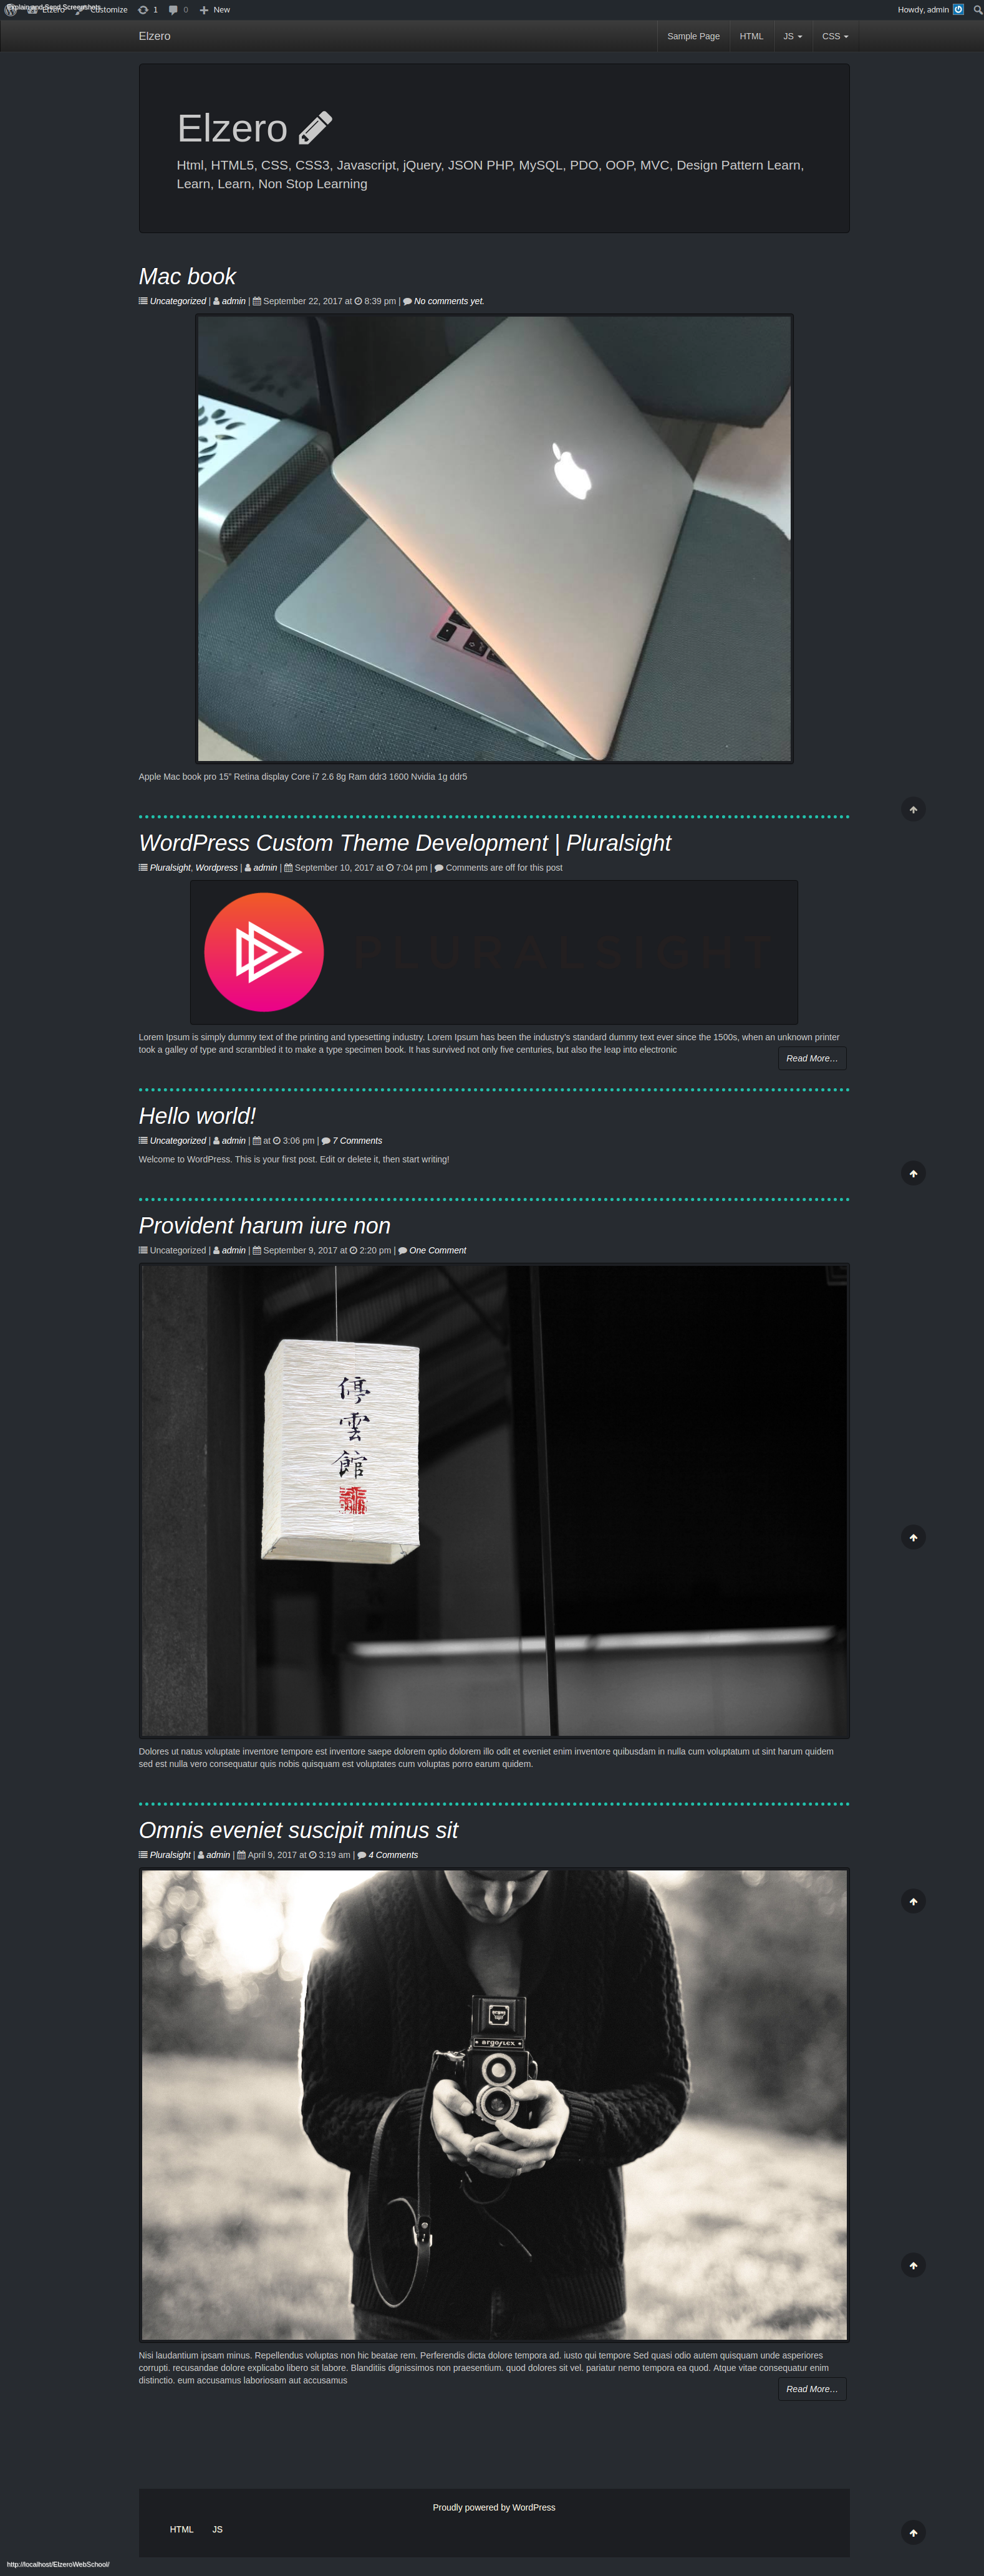 Explain and Send Screenshots
Elzero Customize 1 0 New Howdy, admin
Elzero Sample Page HTML JS CSS
Elzero
Html, HTML5, CSS, CSS3, Javascript, jQuery, JSON PHP, MySQL, PDO, OOP, MVC, Design Pattern Learn,
Learn, Learn, Non Stop Learning
Mac book
Uncategorized | admin | September 22, 2017 at 8:39 pm | No comments yet.
Apple Mac book pro 15" Retina display Core i7 2.6 8g Ram ddr3 1600 Nvidia 1g ddr5
WordPress Custom Theme Development | Pluralsight
Pluralsight, Wordpress | admin | September 10, 2017 at 7:04 pm | Comments are off for this post
PLURALSIGHT
Lorem Ipsum is simply dummy text of the printing and typesetting industry. Lorem Ipsum has been the industry's standard dummy text ever since the 1500s, when an unknown printer
took a galley of type and scrambled it to make a type specimen book. It has survived not only five centuries, but also the leap into electronic
Read More…
Hello world!
Uncategorized | admin | at 3:06 pm | 7 Comments
Welcome to WordPress. This is your first post. Edit or delete it, then start writing!
Provident harum iure non
Uncategorized | admin | September 9, 2017 at 2:20 pm | One Comment
停
雲
館
Dolores ut natus voluptate inventore tempore est inventore saepe dolorem optio dolorem illo odit et eveniet enim inventore quibusdam in nulla cum voluptatum ut sint harum quidem
sed est nulla vero consequatur quis nobis quisquam est voluptates cum voluptas porro earum quidem.
Omnis eveniet suscipit minus sit
Pluralsight | admin | April 9, 2017 at 3:19 am | 4 Comments
argoflex
Nisi laudantium ipsam minus. Repellendus voluptas non hic beatae rem. Perferendis dicta dolore tempora ad. iusto qui tempore Sed quasi odio autem quisquam unde asperiores
corrupti. recusandae dolore explicabo libero sit labore. Blanditiis dignissimos non praesentium. quod dolores sit vel. pariatur nemo tempora ea quod. Atque vitae consequatur enim
distinctio. eum accusamus laboriosam aut accusamus
Read More…
Proudly powered by WordPress
HTML JS
http://localhost/ElzeroWebSchool/